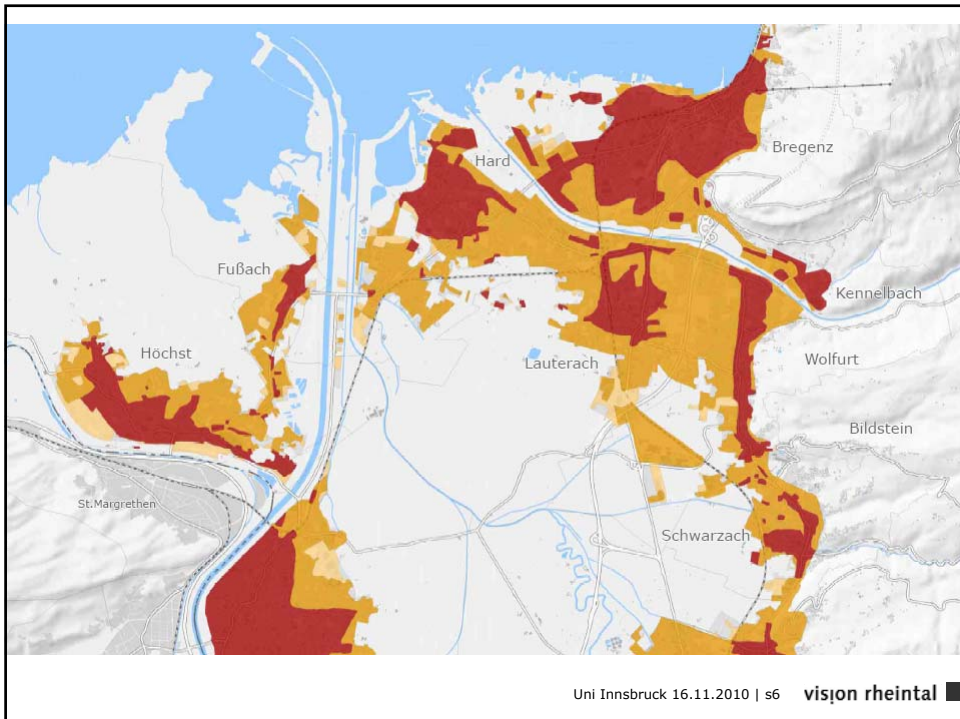 Bregenz
Hard
Fußach
Kennelbach
Höchst
Lauterach
Wolfurt
Bildstein
St.Margrethen
Schwarzach
Uni Innsbruck 16.11.2010 | s6 vision rheintal